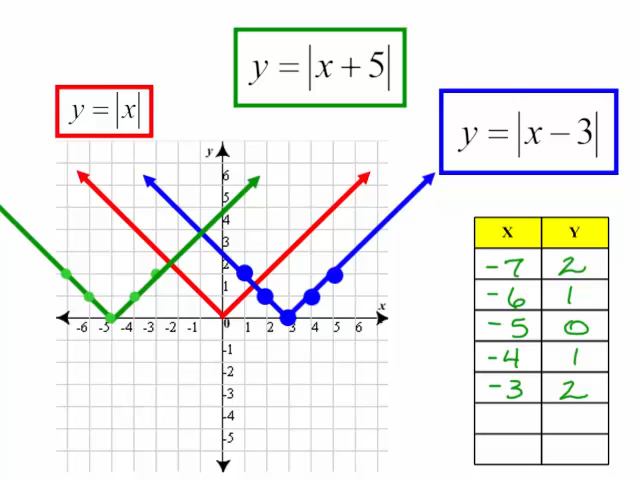 y = |x + 5|
y = |x|
y = |x − 3|
y
6
5
4
3
2
1
x
-6 -5 -4 -3 -2 -1 0 1 2 3 4 5 6
-1
-2
-3
-4
-5
X Y
-7 2
-6 1
-5 0
-4 1
-3 2